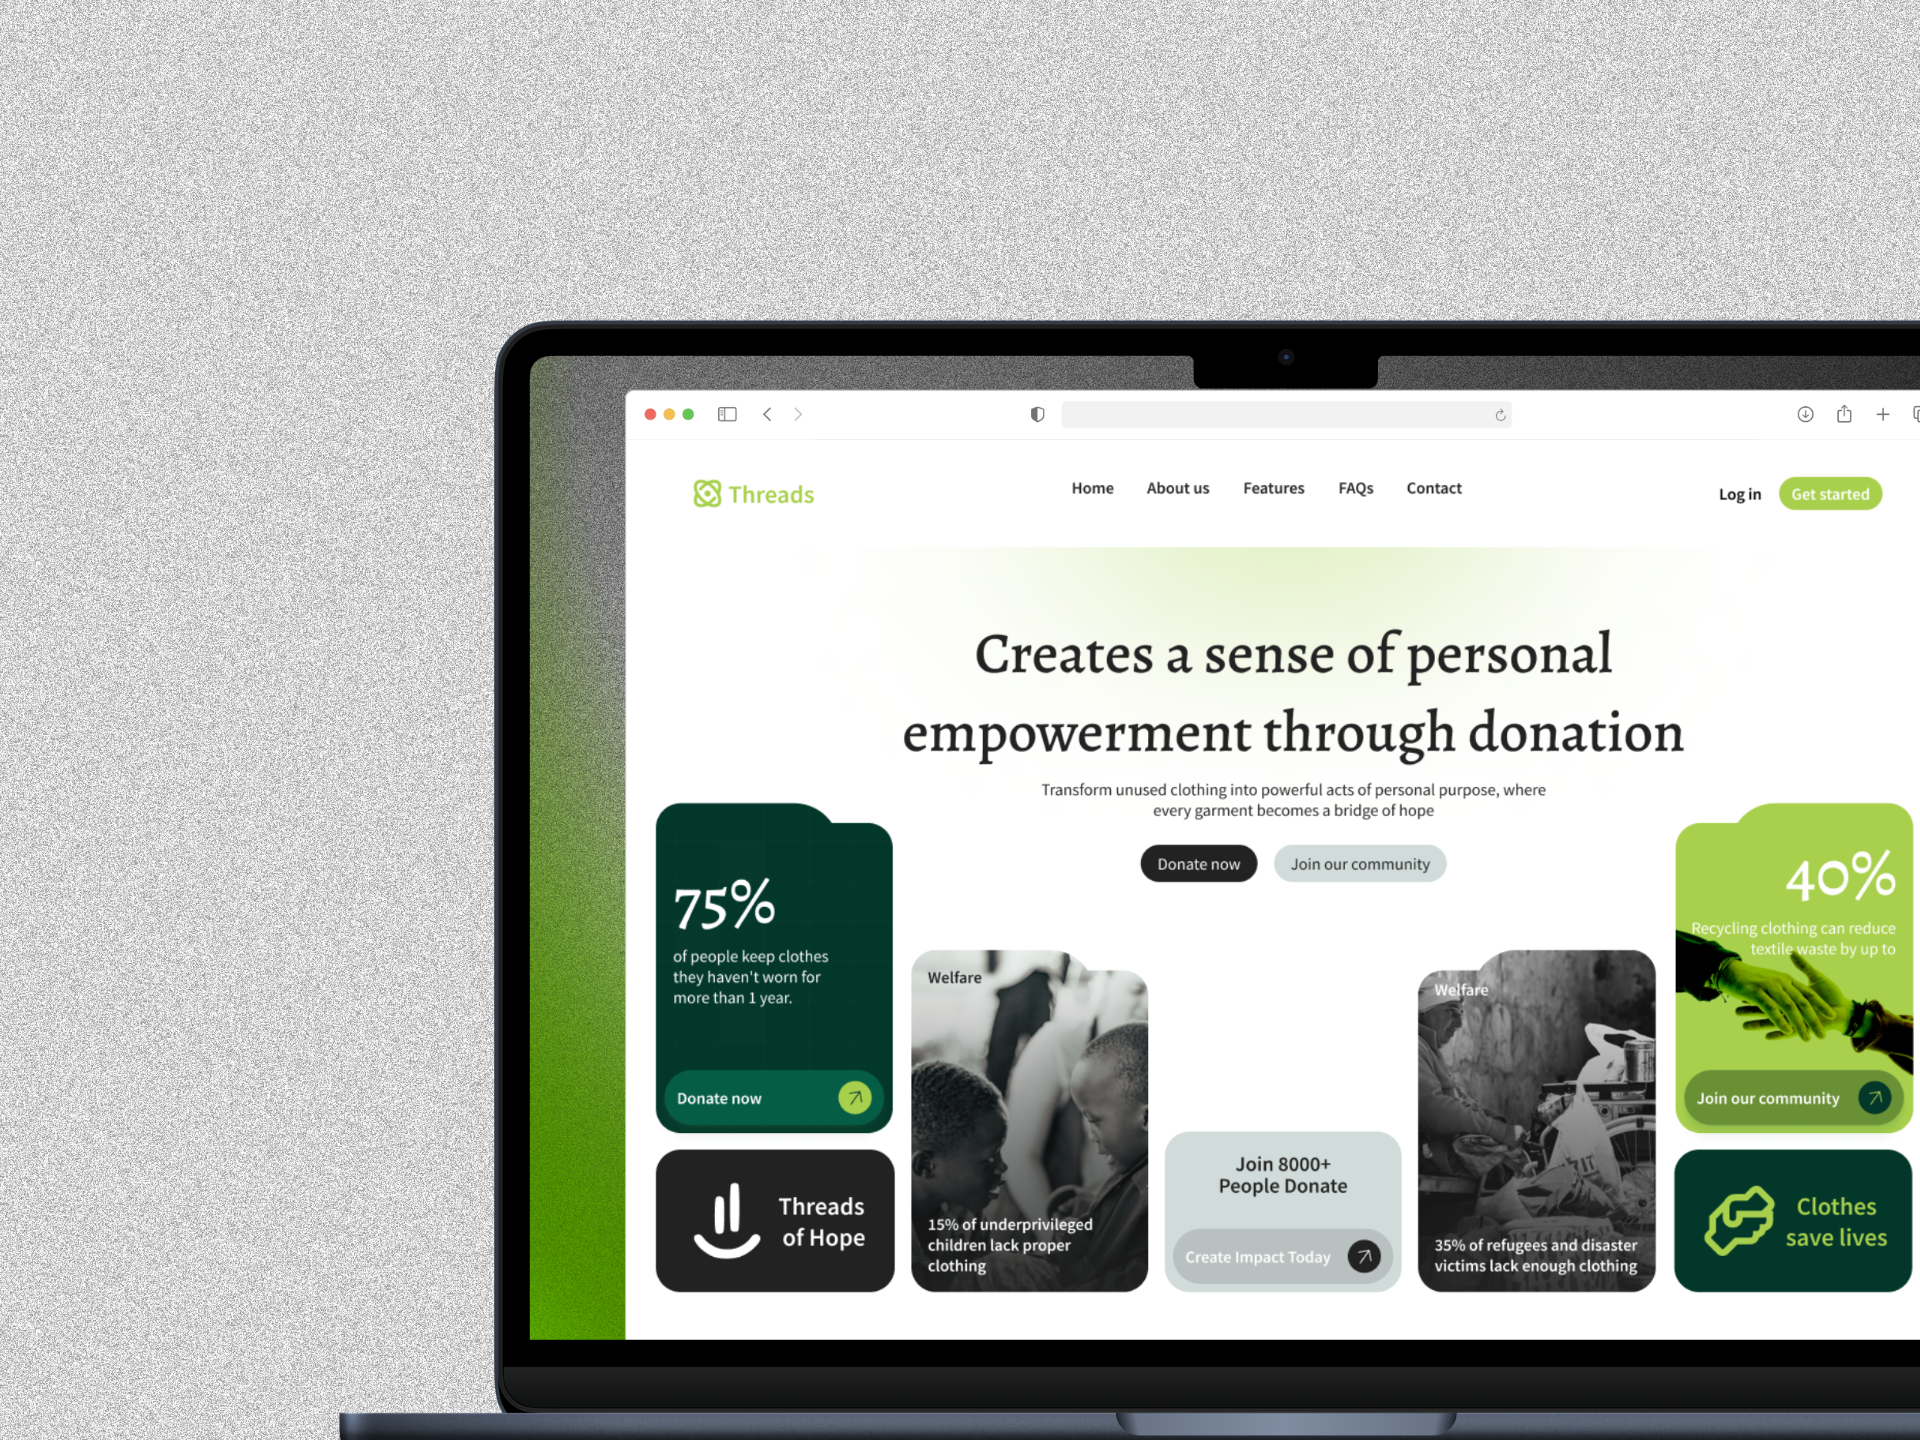 Threads
Home
About us
Features
FAQs
Contact
Log in
Get started
Creates a sense of personal
empowerment through donation
Transform unused clothing into powerful acts of personal purpose, where
every garment becomes a bridge of hope
Donate now
Join our community
75%
of people keep clothes
they haven't worn for
more than 1 year.
Donate now
Threads
of Hope
Welfare
15% of underprivileged
children lack proper
clothing
Join 8000+
People Donate
Create Impact Today
Welfare
35% of refugees and disaster
victims lack enough clothing
40%
Recycling clothing can reduce
textile waste by up to
Join our community
Clothes
save lives